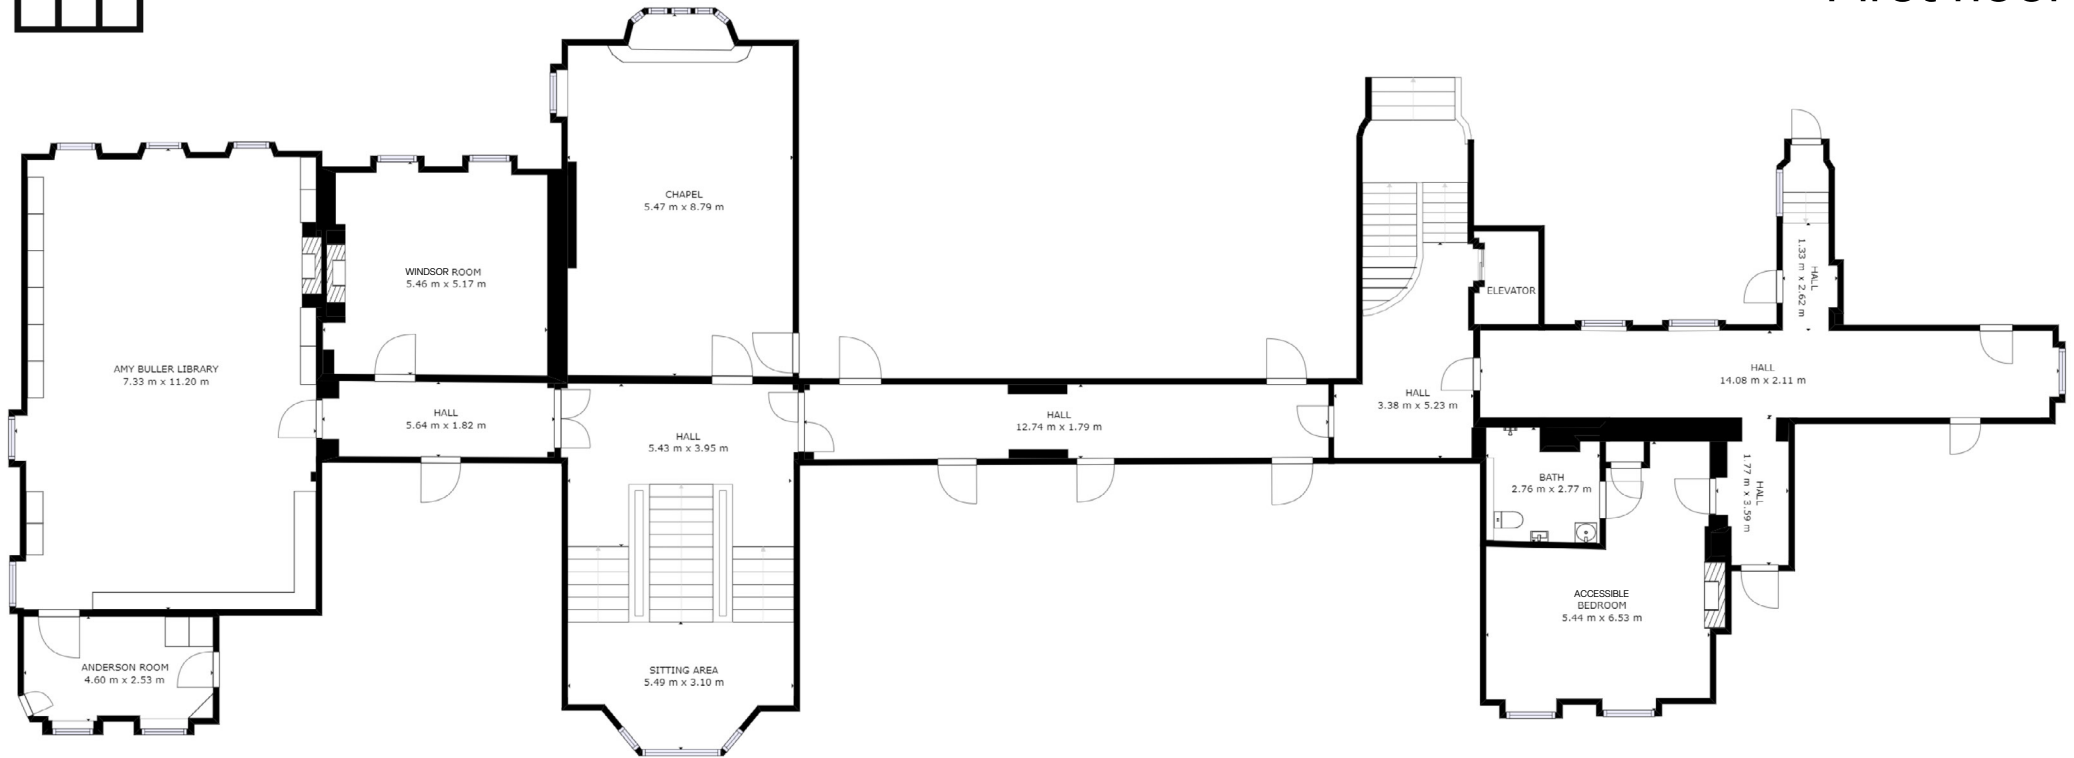 First floor
CHAPEL
5.47 m x 8.79 m
WINDSOR ROOM
5.46 m x 5.17 m
AMY BULLER LIBRARY
7.33 m x 11.20 m
HALL
5.64 m x 1.82 m
HALL
5.43 m x 3.95 m
HALL
12.74 m x 1.79 m
HALL
3.38 m x 5.23 m
ELEVATOR
HALL
1.33 m x 2.62 m
HALL
14.08 m x 2.11 m
BATH
2.76 m x 2.77 m
HALL
1.77 m x 3.59 m
ACCESSIBLE
BEDROOM
5.44 m x 6.53 m
ANDERSON ROOM
4.60 m x 2.53 m
SITTING AREA
5.49 m x 3.10 m